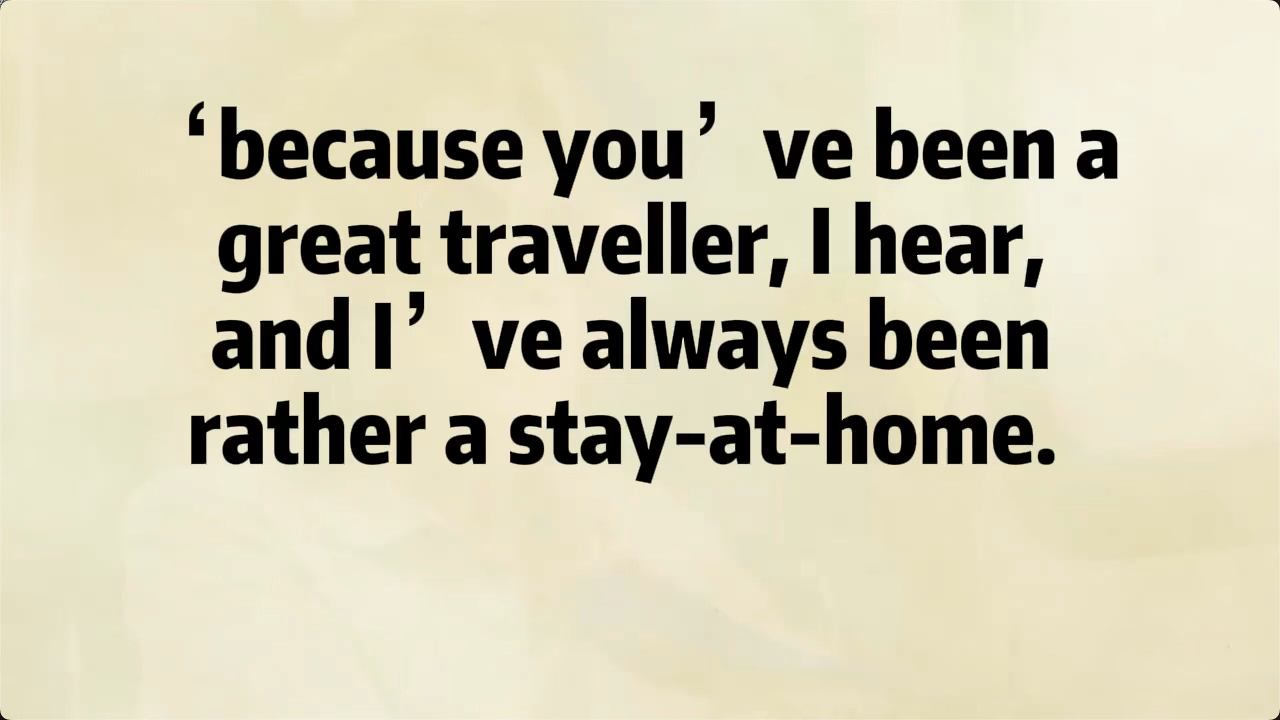 ‘because you’ve been a
great traveller, I hear,
and I’ve always been
rather a stay-at-home.